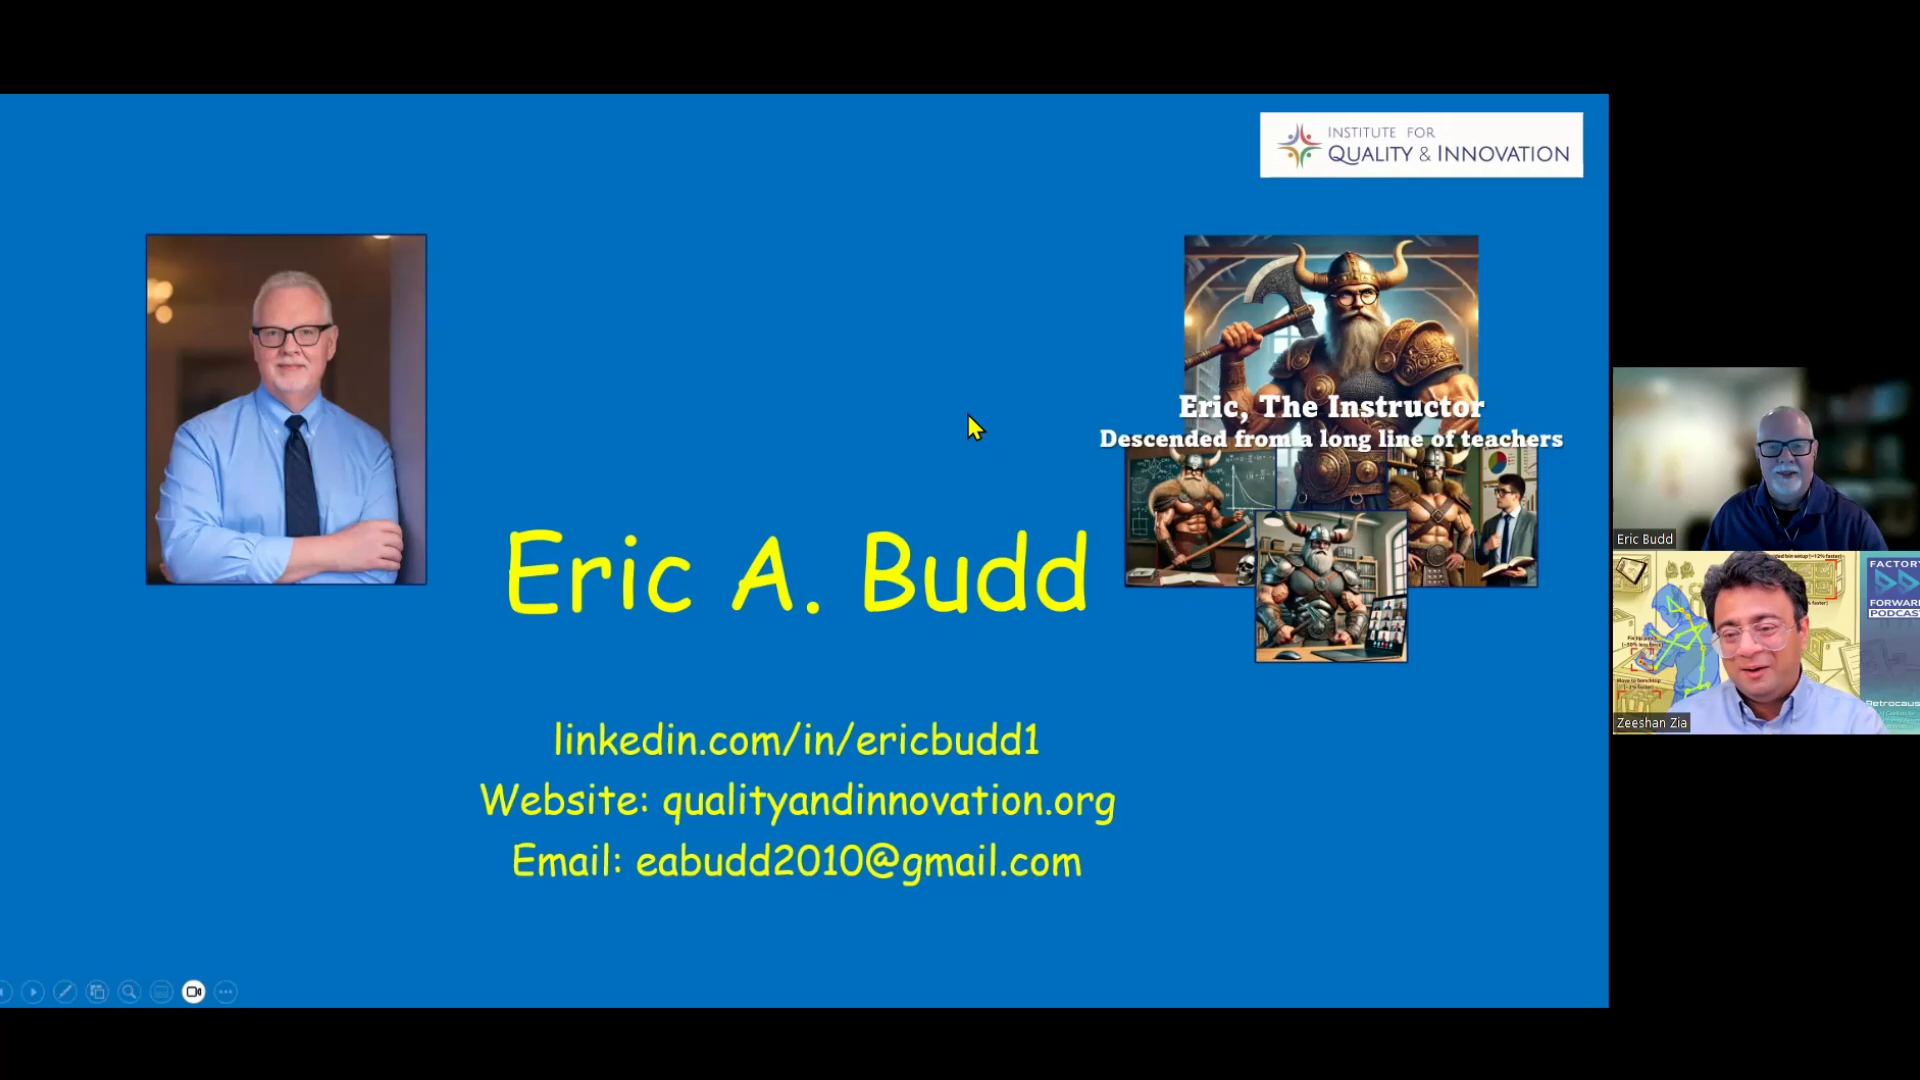 INSTITUTE FOR
QUALITY & INNOVATION
Eric, The Instructor
Descended from a long line of teachers
Eric A. Budd
linkedin.com/in/ericbudd1
Website: qualityandinnovation.org
Email: eabudd2010@gmail.com
Eric Budd
FACTORY
FORWARD
PODCAST
Zeeshan Zia